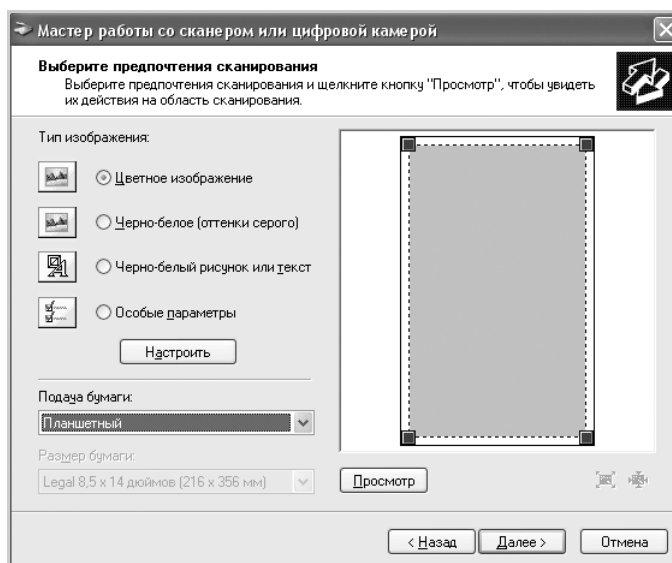 Мастер работы со сканером или цифровой камерой
Выберите предпочтения сканирования
Выберите предпочтения сканирования и щелкните кнопку "Просмотр", чтобы увидеть
их действия на область сканирования.
Тип изображения:
Цветное изображение
Черно-белое (оттенки серого)
Черно-белый рисунок или текст
Особые параметры
Настроить
Подача бумаги:
Планшетный
Размер бумаги:
Legal 8,5 x 14 дюймов (216 x 356 мм)
Просмотр
< Назад
Далее >
Отмена